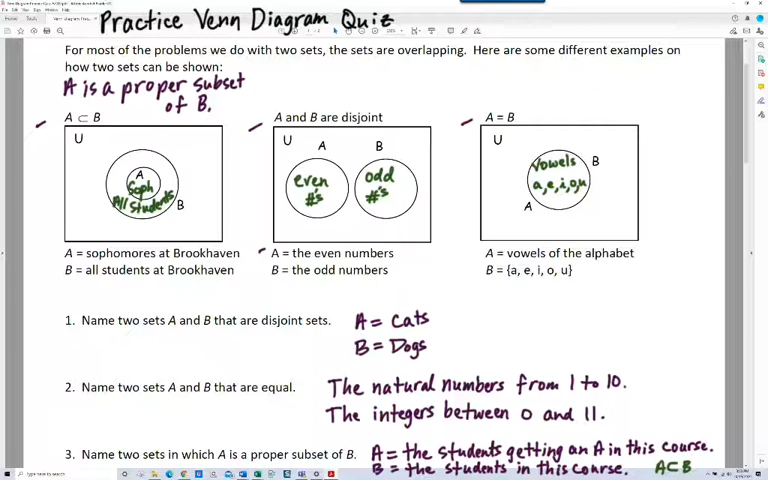 Practice Venn Diagram Quiz
For most of the problems we do with two sets, the sets are overlapping. Here are some different examples on
how two sets can be shown:
A is a proper subset
of B.
A ⊂ B
A and B are disjoint
A = B
U
A
Soph
All Students
B
U
A
B
even
#'s
odd
#'s
U
Vowels
a,e,i,o,u
B
A
A = sophomores at Brookhaven
B = all students at Brookhaven
A = the even numbers
B = the odd numbers
A = vowels of the alphabet
B = {a, e, i, o, u}
1. Name two sets A and B that are disjoint sets.
A = Cats
B = Dogs
2. Name two sets A and B that are equal.
The natural numbers from 1 to 10.
The integers between 0 and 11.
3. Name two sets in which A is a proper subset of B.
A = the students getting an A in this course.
B = the students in this course. A⊂B
Type here to search